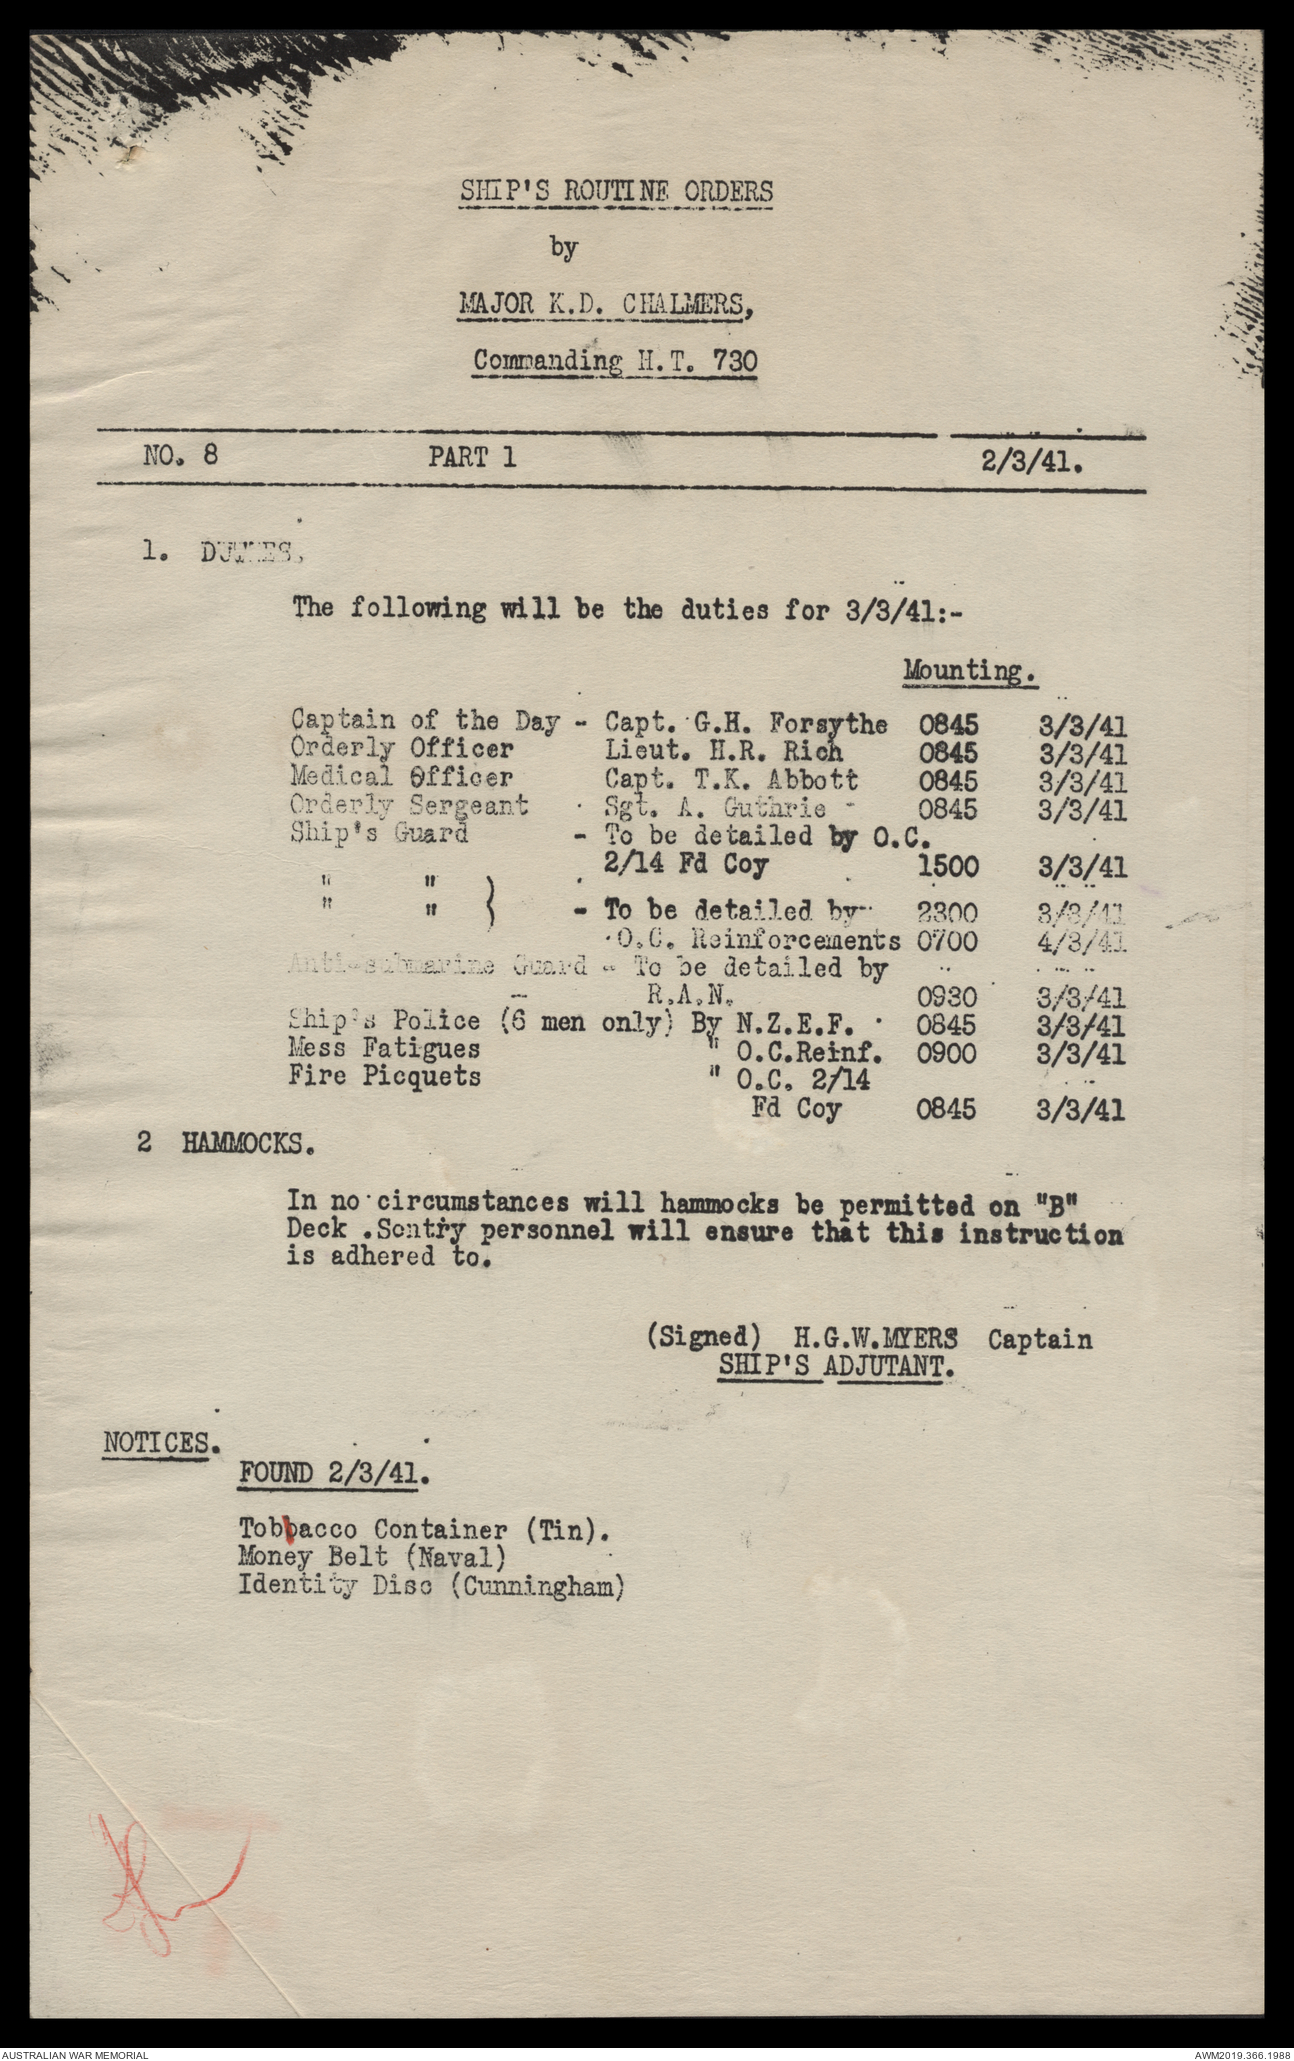 SHIP'S ROUTINE ORDERS
by
MAJOR K.D. CHALMERS,
Commanding H.T. 730
NO. 8 PART 1 2/3/41.
1. DUTIES.
The following will be the duties for 3/3/41:-
Mounting.
Captain of the Day - Capt. G.H. Forsythe 0845 3/3/41
Orderly Officer Lieut. H.R. Rich 0845 3/3/41
Medical Officer Capt. T.K. Abbott 0845 3/3/41
Orderly Sergeant Sgt. A. Guthrie - 0845 3/3/41
Ship's Guard - To be detailed by O.C.
2/14 Fd Coy 1500 3/3/41
" " }
" " } - To be detailed by 2300 3/3/41
O.C. Reinforcements 0700 4/3/41
Anti-submarine Guard - To be detailed by
R.A.N. 0930 3/3/41
Ship's Police (6 men only) By N.Z.E.F. 0845 3/3/41
Mess Fatigues " O.C.Reinf. 0900 3/3/41
Fire Picquets " O.C. 2/14
Fd Coy 0845 3/3/41
2 HAMMOCKS.
In no circumstances will hammocks be permitted on "B"
Deck .Sentry personnel will ensure that this instruction
is adhered to.
(Signed) H.G.W.MYERS Captain
SHIP'S ADJUTANT.
NOTICES.
FOUND 2/3/41.
Tobbacco Container (Tin).
Money Belt (Naval)
Identity Disc (Cunningham)
AUSTRALIAN WAR MEMORIAL AWM2019.366.1988